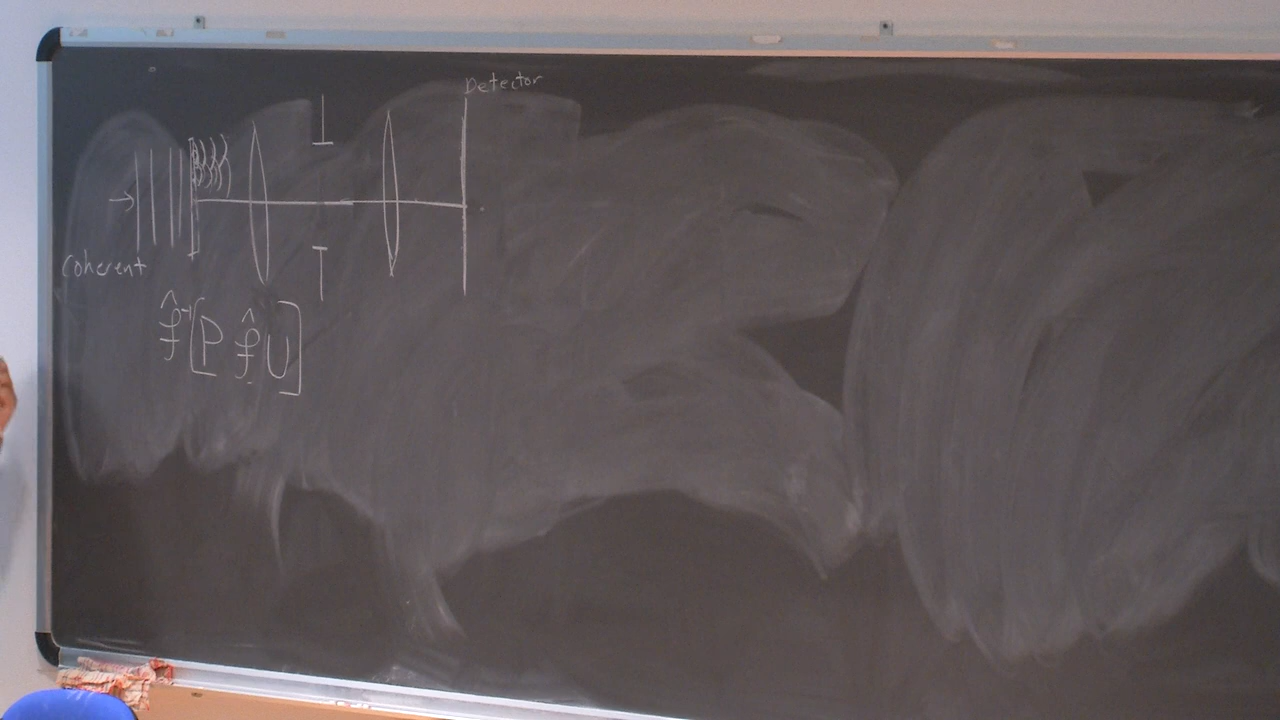 Detector
Coherent
f̂⁻¹[P f̂ U]